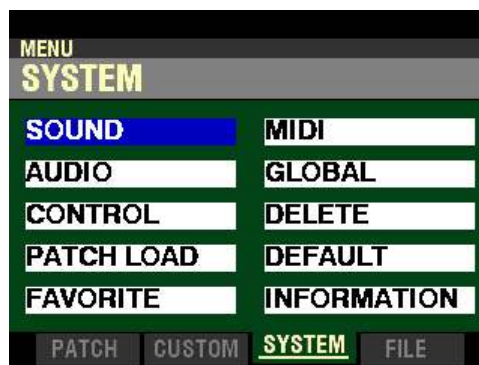 MENU
SYSTEM
SOUND
MIDI
AUDIO
GLOBAL
CONTROL
DELETE
PATCH LOAD
DEFAULT
FAVORITE
INFORMATION
PATCH CUSTOM SYSTEM FILE